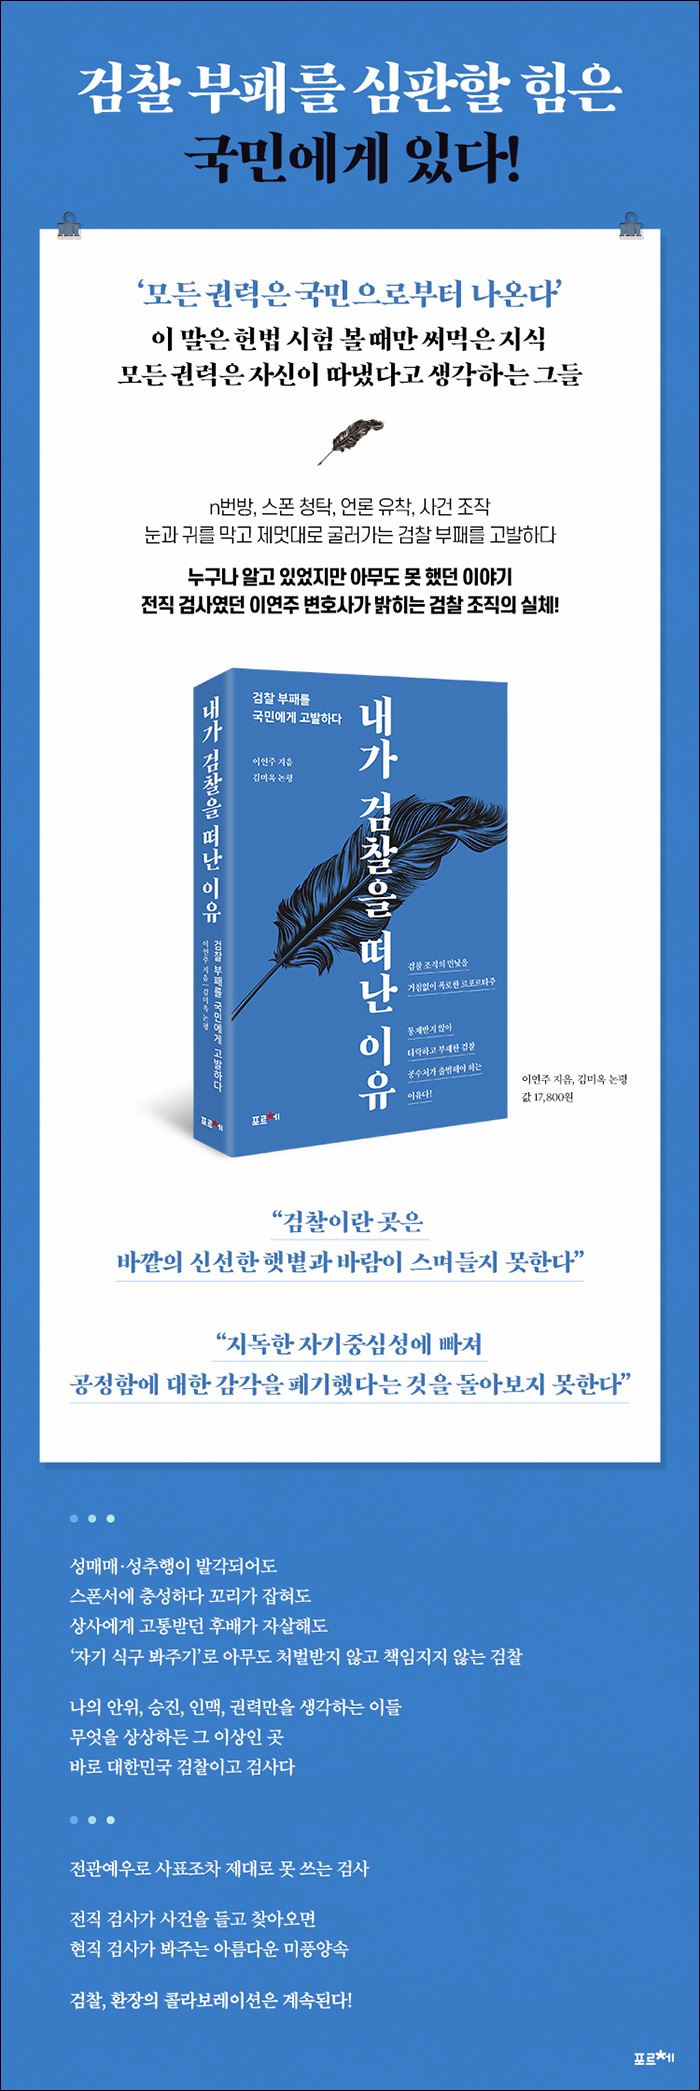 검찰 부패를 심판할 힘은
국민에게 있다!
‘모든 권력은 국민으로부터 나온다’
이 말은 헌법 시험 볼 때만 써먹은 지식
모든 권력은 자신이 따냈다고 생각하는 그들
n번방, 스폰 청탁, 언론 유착, 사건 조작
눈과 귀를 막고 제멋대로 굴러가는 검찰 부패를 고발하다
누구나 알고 있었지만 아무도 못 했던 이야기
전직 검사였던 이연주 변호사가 밝히는 검찰 조직의 실체!
내가 검찰을 떠난 이유
검찰 부패를 국민에게 고발하다
이연주 지음 | 김미옥 논평
포르체
검찰 부패를
국민에게 고발하다
이연주 지음
김미옥 논평
내가 검찰을 떠난 이유
검찰 조직의 민낯을
거침없이 폭로한 르포르타주
통제받지 않아
타락하고 부패한 검찰
공수처가 출범해야 하는
이유다!
포르체
이연주 지음, 김미옥 논평
값 17,800원
“검찰이란 곳은
바깥의 신선한 햇볕과 바람이 스며들지 못한다”
“지독한 자기중심성에 빠져
공정함에 대한 감각을 폐기했다는 것을 돌아보지 못한다”
성매매·성추행이 발각되어도
스폰서에 충성하다 꼬리가 잡혀도
상사에게 고통받던 후배가 자살해도
‘자기 식구 봐주기’로 아무도 처벌받지 않고 책임지지 않는 검찰
나의 안위, 승진, 인맥, 권력만을 생각하는 이들
무엇을 상상하든 그 이상인 곳
바로 대한민국 검찰이고 검사다
전관예우로 사표조차 제대로 못 쓰는 검사
전직 검사가 사건을 들고 찾아오면
현직 검사가 봐주는 아름다운 미풍양속
검찰, 환장의 콜라보레이션은 계속된다!
포르체